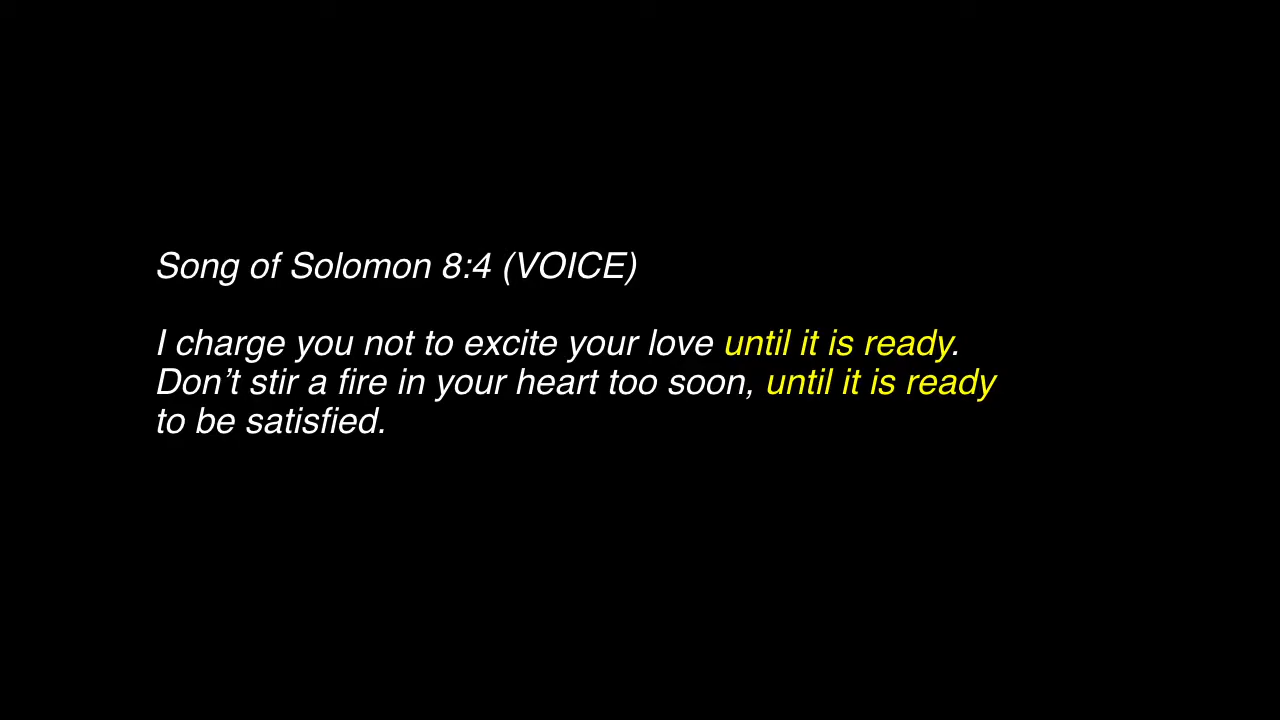 Song of Solomon 8:4 (VOICE)
I charge you not to excite your love until it is ready.
Don’t stir a fire in your heart too soon, until it is ready
to be satisfied.